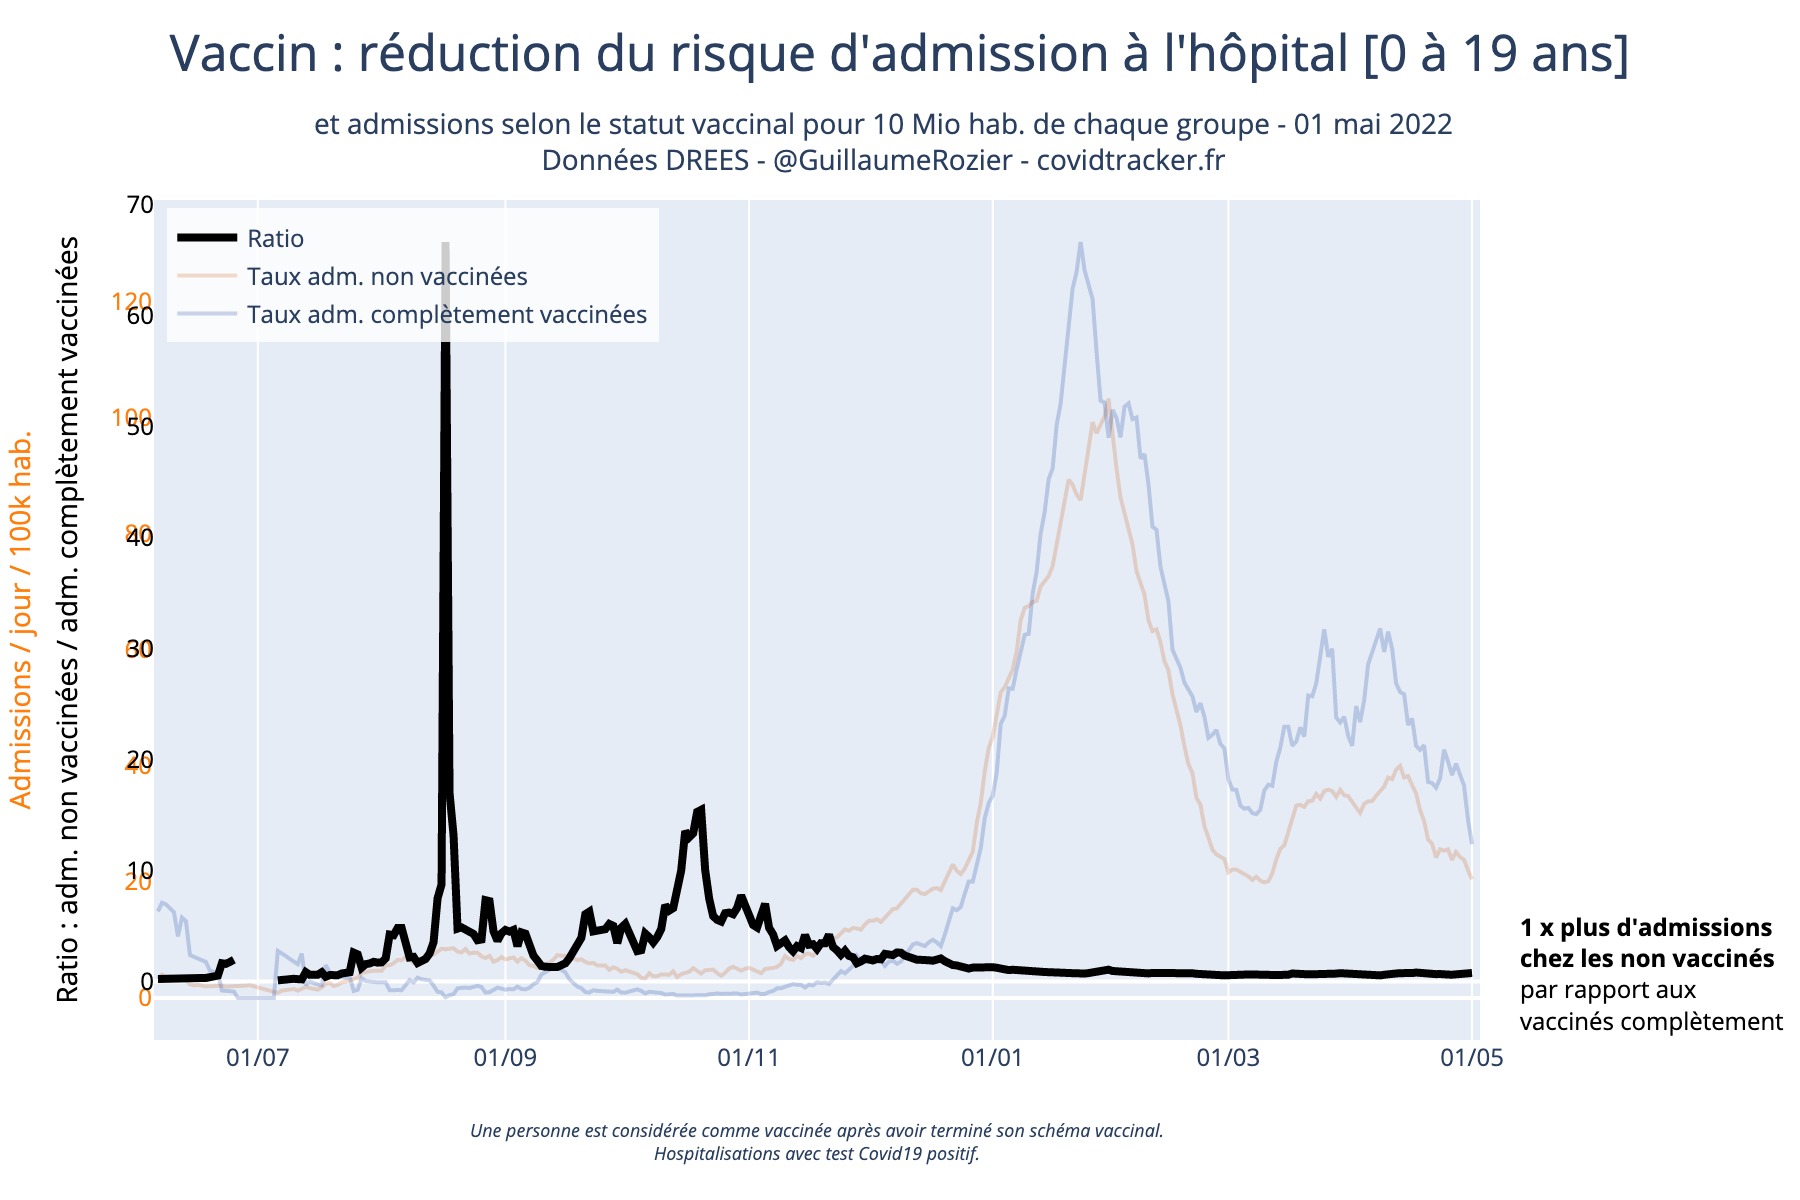 Vaccin : réduction du risque d'admission à l'hôpital [0 à 19 ans]
et admissions selon le statut vaccinal pour 10 Mio hab. de chaque groupe - 01 mai 2022
Données DREES - @GuillaumeRozier - covidtracker.fr
Admissions / jour / 100k hab.
Ratio : adm. non vaccinées / adm. complètement vaccinées
70
60
50
40
30
20
10
0
120
100
80
60
40
20
0
Ratio
Taux adm. non vaccinées
Taux adm. complètement vaccinées
1 x plus d'admissions
chez les non vaccinés
par rapport aux
vaccinés complètement
01/07
01/09
01/11
01/01
01/03
01/05
Une personne est considérée comme vaccinée après avoir terminé son schéma vaccinal.
Hospitalisations avec test Covid19 positif.